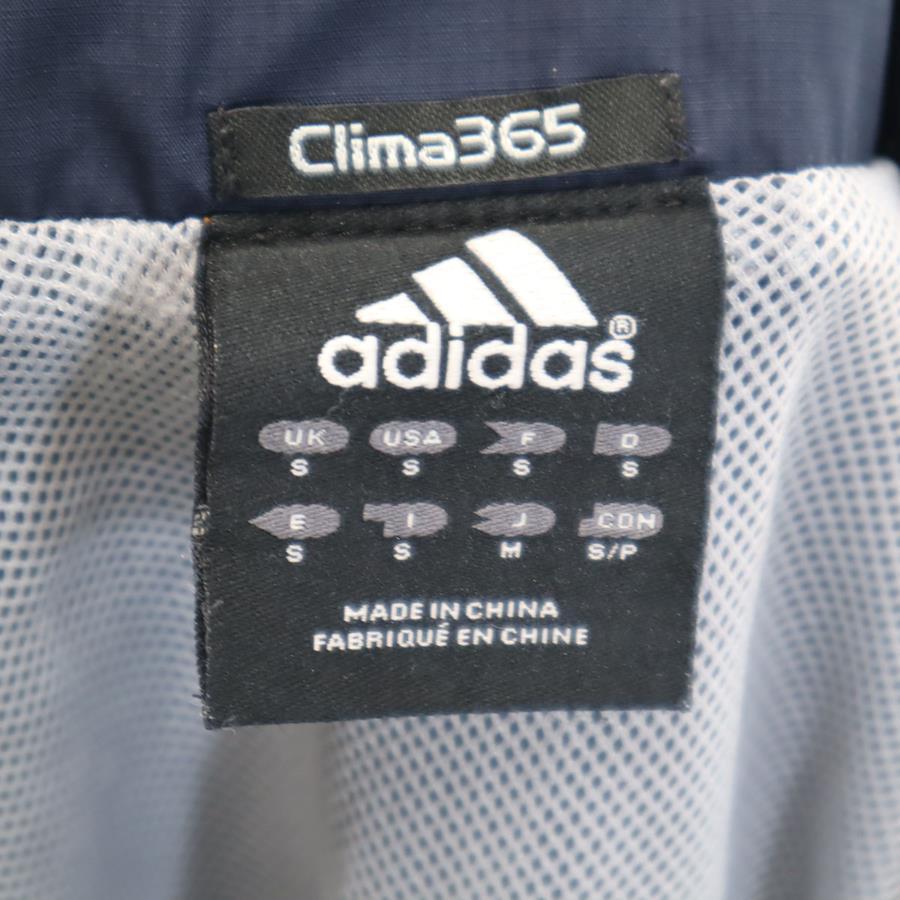 Clima365
adidas®
UK USA F D
S S S S
E I J CDN
S S M S/P
MADE IN CHINA
FABRIQUÉ EN CHINE